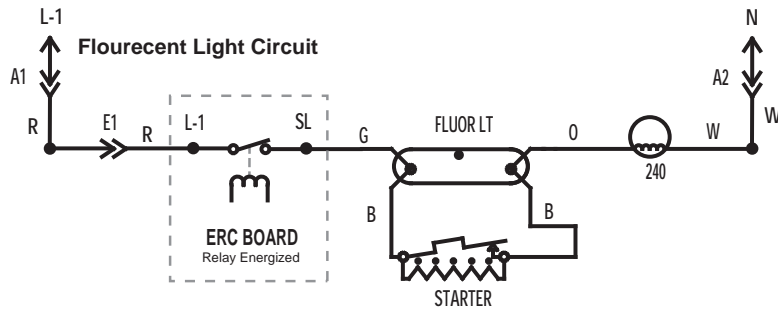 L-1
N
Flourecent Light Circuit
A1
A2
R
E1
R
L-1
SL
G
FLUOR LT
O
W
W
240
B
B
ERC BOARD
Relay Energized
STARTER